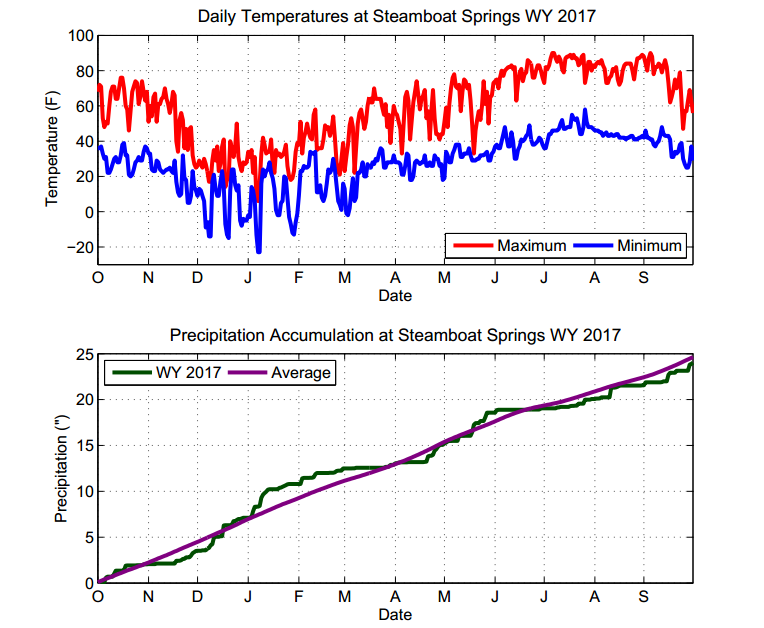 Daily Temperatures at Steamboat Springs WY 2017
100
80
60
40
20
0
−20
Temperature (F)
Maximum Minimum
O N D J F M A M J J A S
Date
Precipitation Accumulation at Steamboat Springs WY 2017
25
20
15
10
5
0
Precipitation (")
WY 2017 Average
O N D J F M A M J J A S
Date